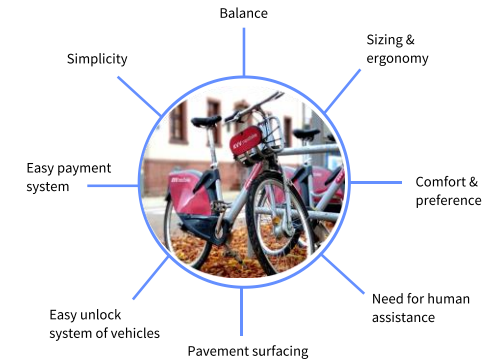 Balance
Sizing &
ergonomy
Comfort &
preference
Need for human
assistance
Pavement surfacing
Easy unlock
system of vehicles
Easy payment
system
Simplicity